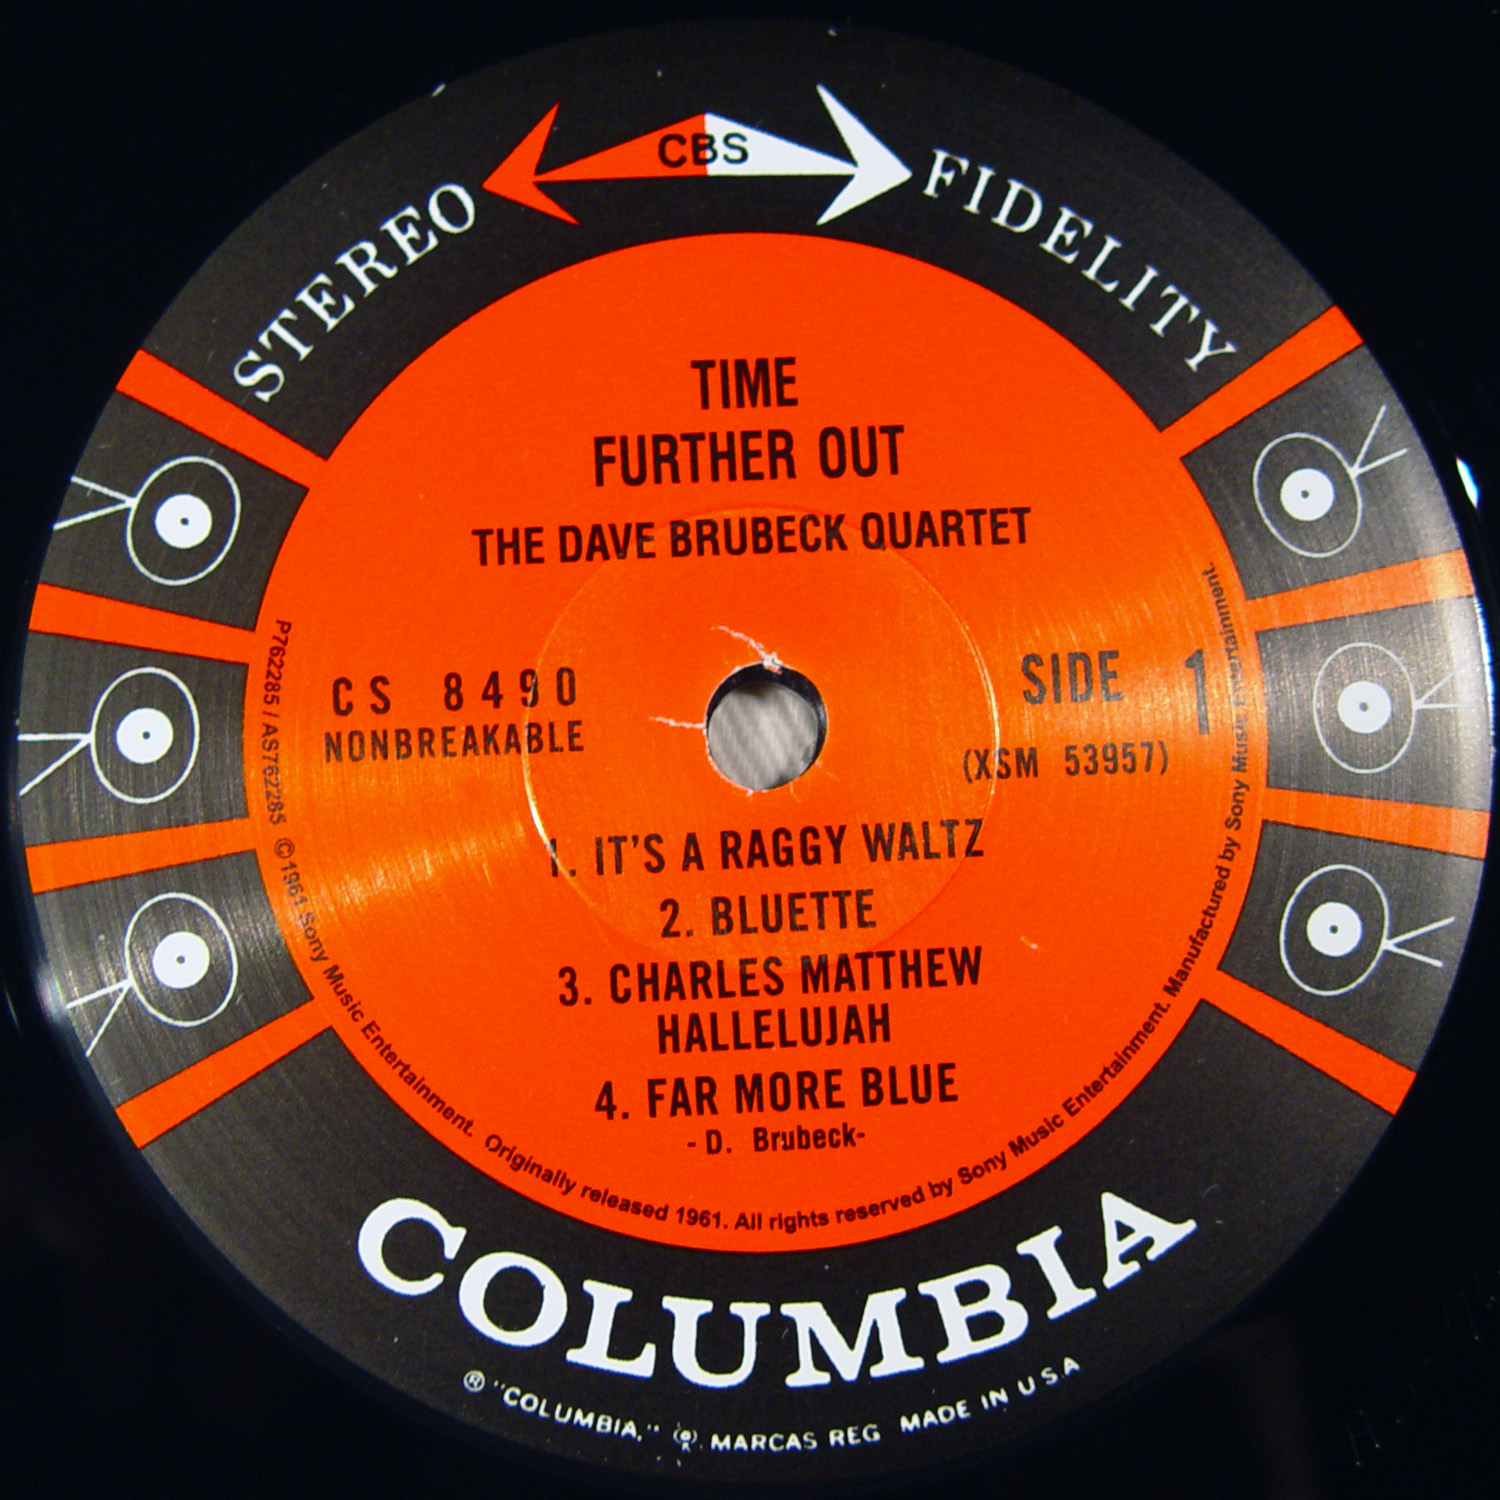 STEREO CBS FIDELITY
TIME
FURTHER OUT
THE DAVE BRUBECK QUARTET
CS 8490
NONBREAKABLE
SIDE 1
(XSM 53957)
1. IT'S A RAGGY WALTZ
2. BLUETTE
3. CHARLES MATTHEW
HALLELUJAH
4. FAR MORE BLUE
- D. Brubeck-
P762285 / AS762285 © 1961 Sony Music Entertainment. Originally released 1961. All rights reserved by Sony Music Entertainment. Manufactured by Sony Music Entertainment.
COLUMBIA
® "COLUMBIA," MARCAS REG MADE IN U.S.A